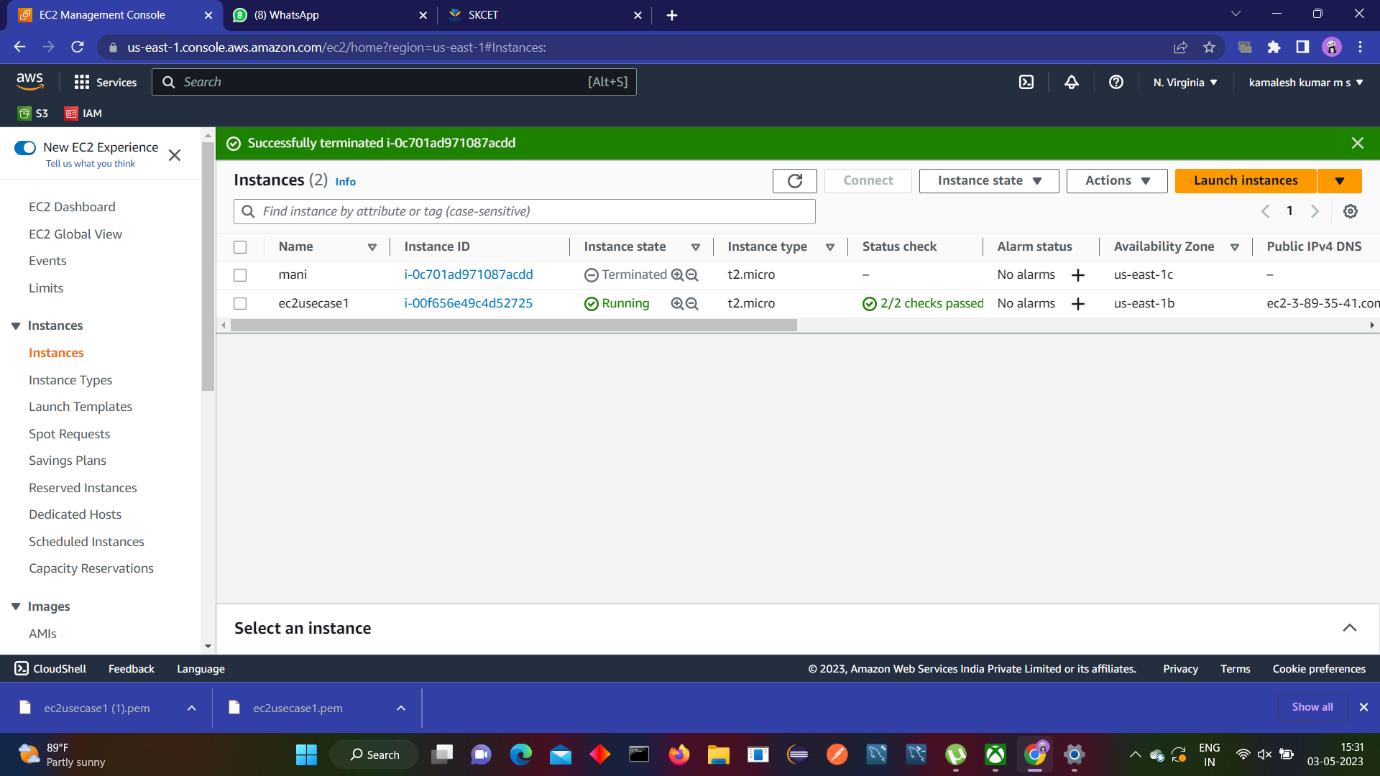 EC2 Management Console
(8) WhatsApp
SKCET
us-east-1.console.aws.amazon.com/ec2/home?region=us-east-1#Instances:
aws
Services
Search
[Alt+S]
N. Virginia
kamalesh kumar m s
S3
IAM
New EC2 Experience
Tell us what you think
EC2 Dashboard
EC2 Global View
Events
Limits
Instances
Instances
Instance Types
Launch Templates
Spot Requests
Savings Plans
Reserved Instances
Dedicated Hosts
Scheduled Instances
Capacity Reservations
Images
AMIs
Successfully terminated i-0c701ad971087acdd
Instances (2) Info
Connect
Instance state
Actions
Launch instances
Find instance by attribute or tag (case-sensitive)
1
Name Instance ID Instance state Instance type Status check Alarm status Availability Zone Public IPv4 DNS
mani i-0c701ad971087acdd Terminated t2.micro – No alarms + us-east-1c –
ec2usecase1 i-00f656e49c4d52725 Running t2.micro 2/2 checks passed No alarms + us-east-1b ec2-3-89-35-41.com
Select an instance
CloudShell Feedback Language
© 2023, Amazon Web Services India Private Limited or its affiliates. Privacy Terms Cookie preferences
ec2usecase1 (1).pem
ec2usecase1.pem
Show all
89°F
Partly sunny
Search
ENG
IN
15:31
03-05-2023